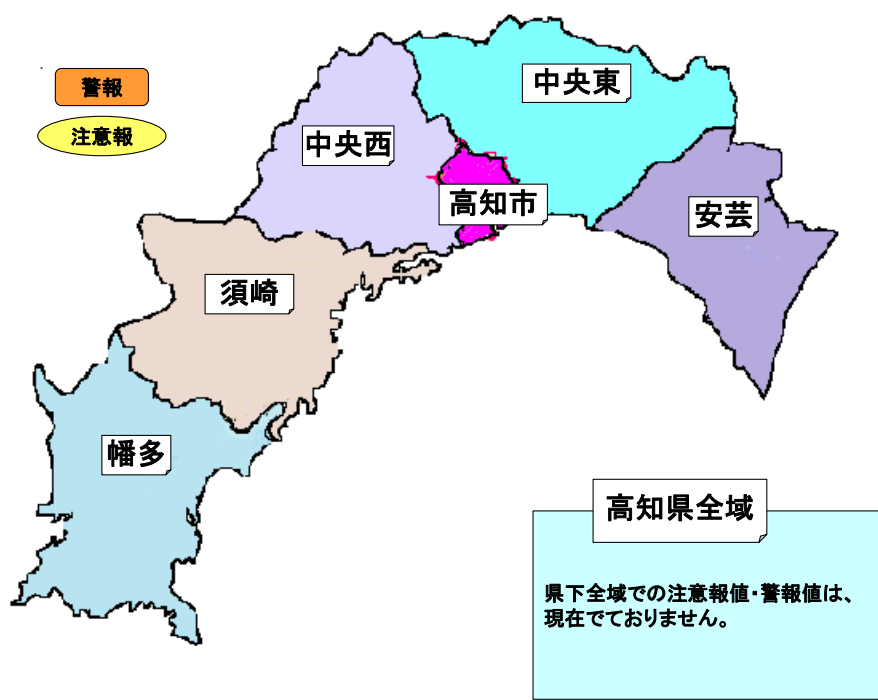 警報
注意報
中央東
中央西
高知市
安芸
須崎
幡多
高知県全域
県下全域での注意報値・警報値は、
現在でておりません。